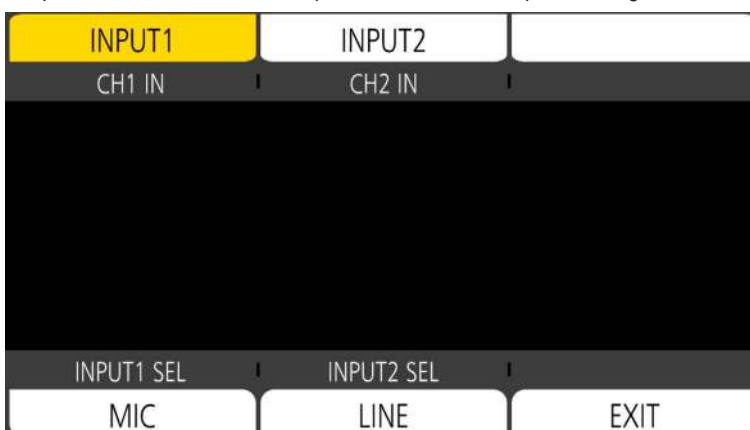 INPUT1 INPUT2
CH1 IN CH2 IN
INPUT1 SEL INPUT2 SEL
MIC LINE EXIT